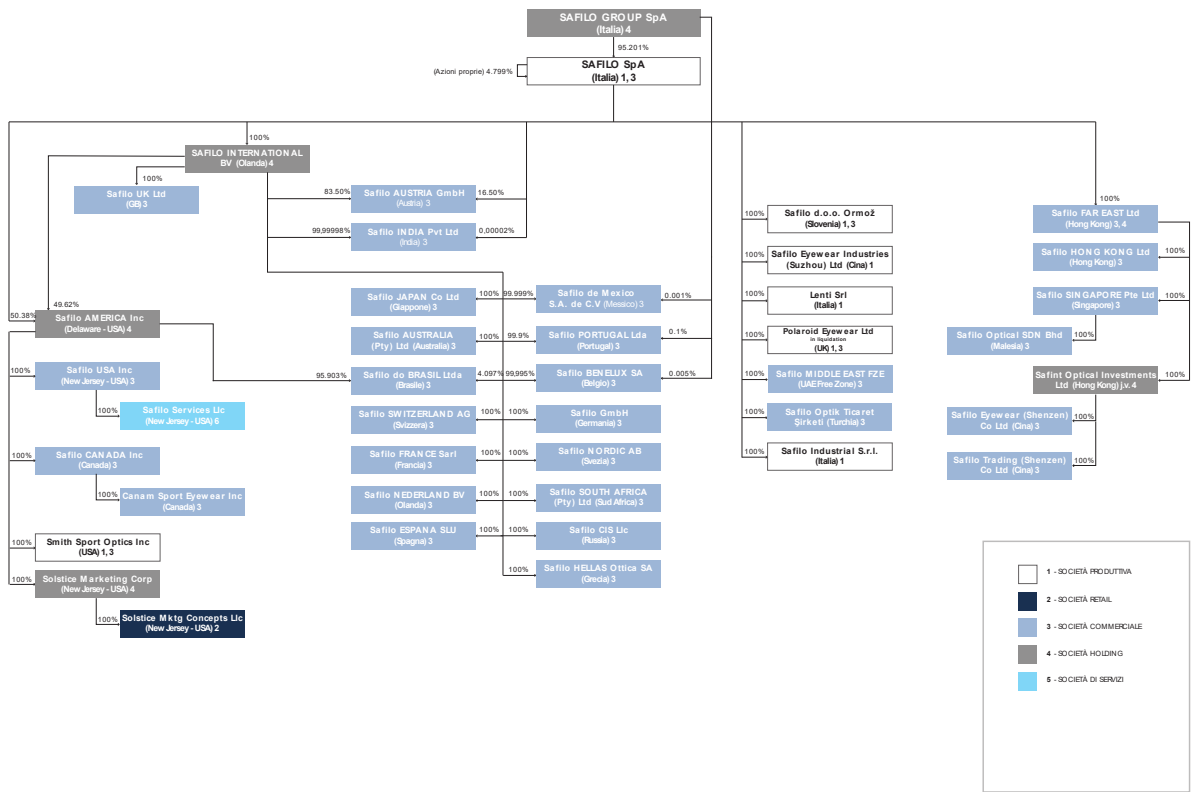 SAFILO GROUP SpA
(Italia) 4
95.201%
(Azioni proprie) 4.799%
SAFILO SpA
(Italia) 1, 3
100%
SAFILO INTERNATIONAL
BV (Olanda) 4
100%
Safilo UK Ltd
(GB) 3
83.50%
Safilo AUSTRIA GmbH
(Austria) 3
16.50%
99,99998%
Safilo INDIA Pvt Ltd
(India) 3
0,00002%
49.62%
50.38%
Safilo AMERICA Inc
(Delaware - USA) 4
100%
Safilo USA Inc
(New Jersey - USA) 3
100%
Safilo Services Llc
(New Jersey - USA) 6
100%
Safilo CANADA Inc
(Canada) 3
100%
Canam Sport Eyewear Inc
(Canada) 3
100%
Smith Sport Optics Inc
(USA) 1, 3
100%
Solstice Marketing Corp
(New Jersey - USA) 4
100%
Solstice Mktg Concepts Llc
(New Jersey - USA) 2
Safilo JAPAN Co Ltd
(Giappone) 3
100%
99.999%
Safilo de Mexico
S.A. de C.V (Messico) 3
0.001%
Safilo AUSTRALIA
(Pty) Ltd (Australia) 3
100%
99.9%
Safilo PORTUGAL Lda
(Portugal) 3
0.1%
95.903%
Safilo do BRASIL Ltda
(Brasile) 3
4.097%
99,995%
Safilo BENELUX SA
(Belgio) 3
0.005%
Safilo SWITZERLAND AG
(Svizzera) 3
100%
100%
Safilo GmbH
(Germania) 3
Safilo FRANCE Sarl
(Francia) 3
100%
100%
Safilo NORDIC AB
(Svezia) 3
Safilo NEDERLAND BV
(Olanda) 3
100%
100%
Safilo SOUTH AFRICA
(Pty) Ltd (Sud Africa) 3
Safilo ESPANA SLU
(Spagna) 3
100%
100%
Safilo CIS Llc
(Russia) 3
100%
Safilo HELLAS Ottica SA
(Grecia) 3
100%
Safilo d.o.o. Ormož
(Slovenia) 1, 3
100%
Safilo Eyewear Industries
(Suzhou) Ltd (Cina) 1
100%
Lenti Srl
(Italia) 1
100%
Polaroid Eyewear Ltd
in liquidation
(UK) 1, 3
100%
Safilo MIDDLE EAST FZE
(UAE Free Zone) 3
100%
Safilo Optik Ticaret
Şirketi (Turchia) 3
100%
Safilo Industrial S.r.l.
(Italia) 1
100%
Safilo FAR EAST Ltd
(Hong Kong) 3, 4
Safilo HONG KONG Ltd
(Hong Kong) 3
100%
Safilo SINGAPORE Pte Ltd
(Singapore) 3
100%
Safilo Optical SDN Bhd
(Malesia) 3
100%
Safint Optical Investments
Ltd (Hong Kong) j.v. 4
100%
Safilo Eyewear (Shenzen)
Co Ltd (Cina) 3
100%
Safilo Trading (Shenzen)
Co Ltd (Cina) 3
100%
1 - SOCIETÀ PRODUTTIVA
2 - SOCIETÀ RETAIL
3 - SOCIETÀ COMMERCIALE
4 - SOCIETÀ HOLDING
5 - SOCIETÀ DI SERVIZI